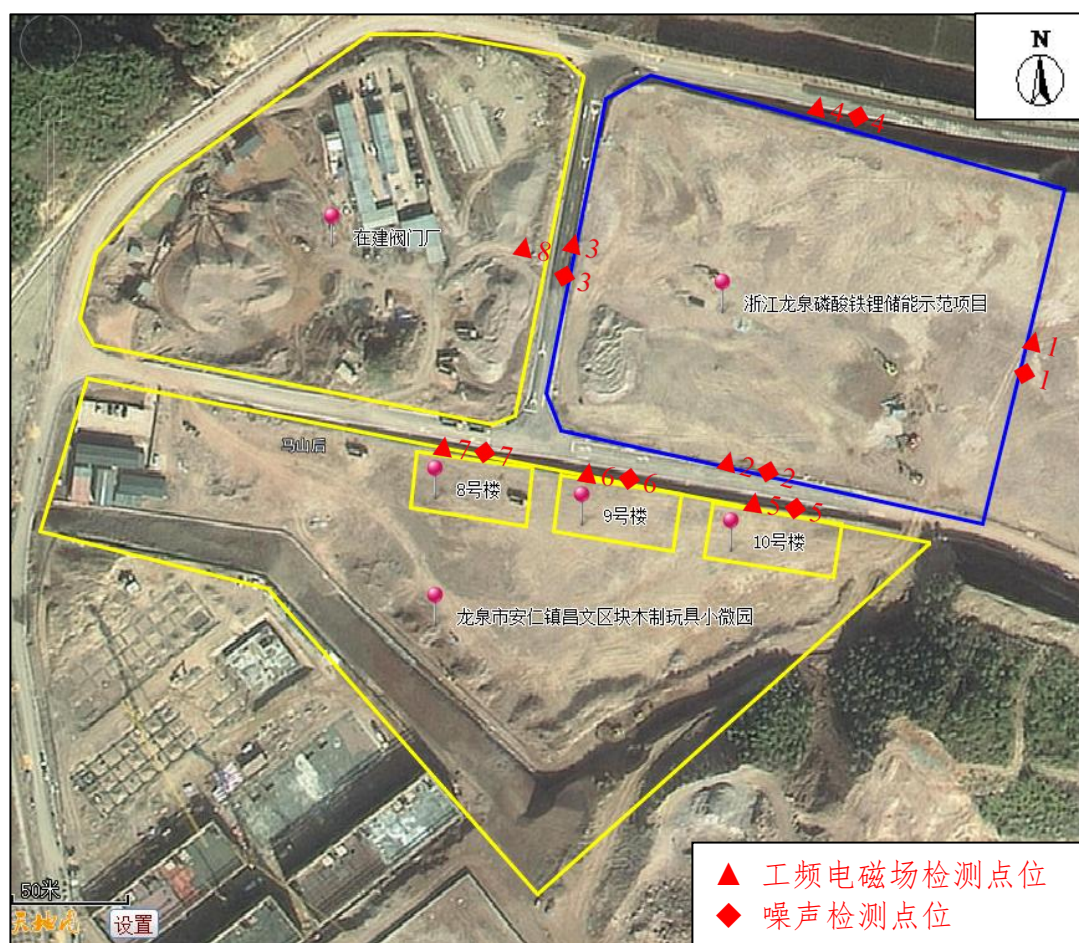 N
4 4
在建阀门厂
8 3
3
浙江龙泉磷酸铁锂储能示范项目
1
1
马山后
7 7
8号楼
6 6
9号楼
2 2
5 5
10号楼
龙泉市安仁镇昌文区块木制玩具小微园
50米
天地图
设置
工频电磁场检测点位
噪声检测点位